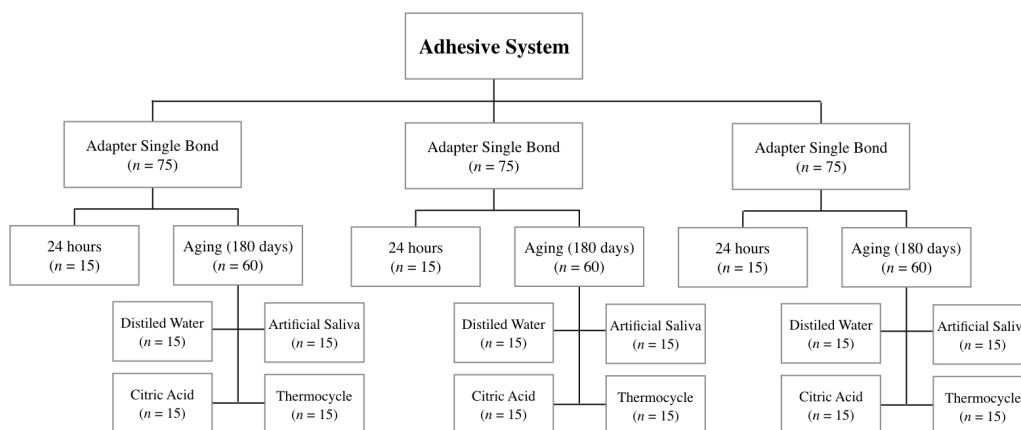 Adhesive System
Adapter Single Bond
(n = 75)
Adapter Single Bond
(n = 75)
Adapter Single Bond
(n = 75)
24 hours
(n = 15)
Aging (180 days)
(n = 60)
24 hours
(n = 15)
Aging (180 days)
(n = 60)
24 hours
(n = 15)
Aging (180 days)
(n = 60)
Distiled Water
(n = 15)
Artificial Saliva
(n = 15)
Distiled Water
(n = 15)
Artificial Saliva
(n = 15)
Distiled Water
(n = 15)
Artificial Saliv
(n = 15)
Citric Acid
(n = 15)
Thermocycle
(n = 15)
Citric Acid
(n = 15)
Thermocycle
(n = 15)
Citric Acid
(n = 15)
Thermocycle
(n = 15)